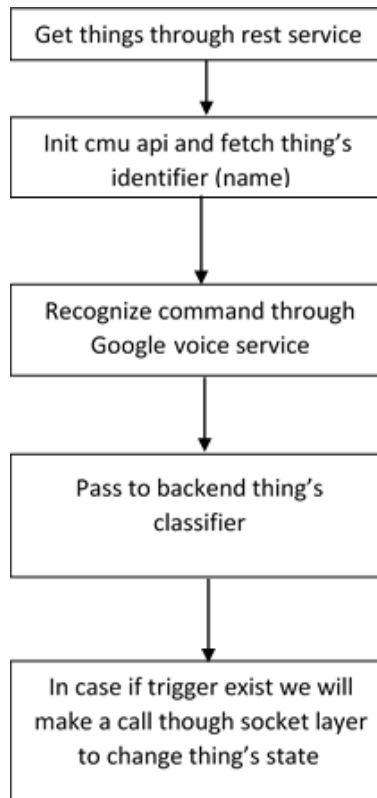 Get things through rest service
Init cmu api and fetch thing's
identifier (name)
Recognize command through
Google voice service
Pass to backend thing's
classifier
In case if trigger exist we will
make a call though socket layer
to change thing's state